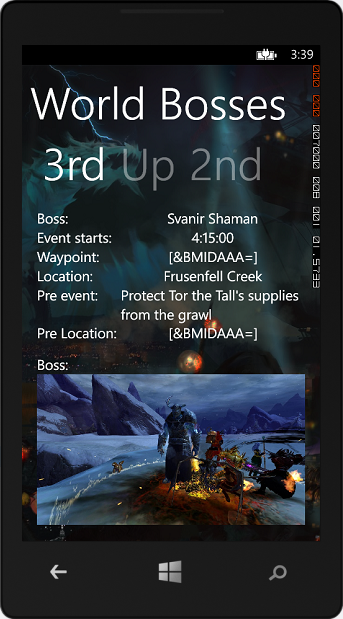 3:39
World Bosses
3rd Up 2nd
Boss: Svanir Shaman
Event starts: 4:15:00
Waypoint: [&BMIDAAA=]
Location: Frusenfell Creek
Pre event: Protect Tor the Tall's supplies
from the grawl
Pre Location: [&BMIDAAA=]
Boss: